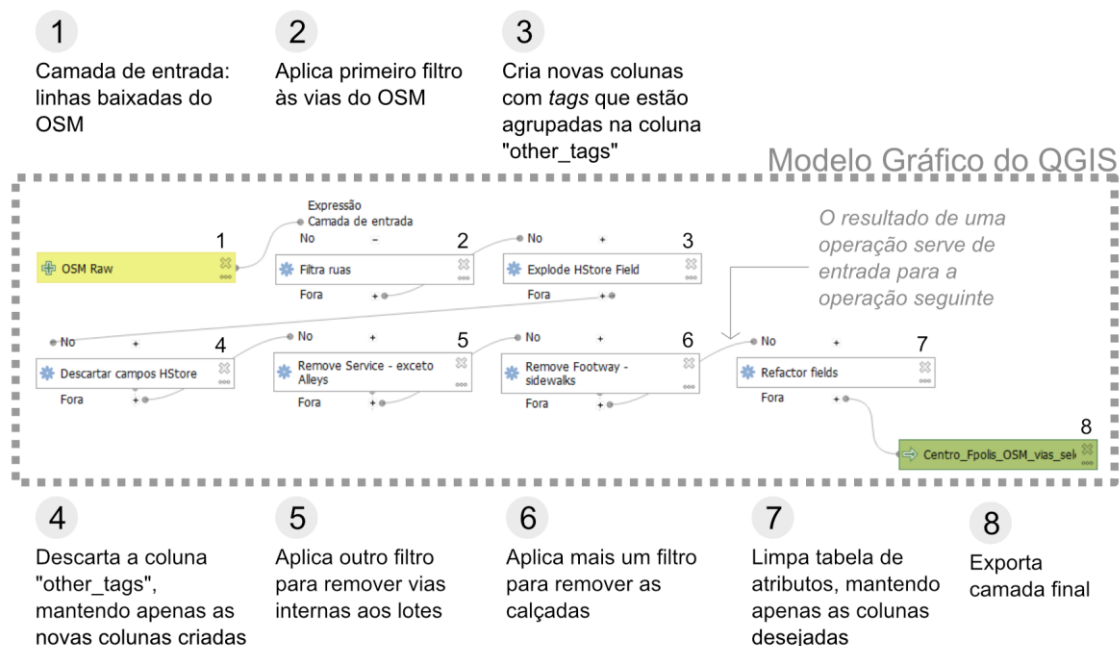 1
Camada de entrada:
linhas baixadas do
OSM
2
Aplica primeiro filtro
às vias do OSM
3
Cria novas colunas
com tags que estão
agrupadas na coluna
"other_tags"
Modelo Gráfico do QGIS
1
OSM Raw
Expressão
Camada de entrada
No -
2
Filtra ruas
Fora +
No +
3
Explode HStore Field
Fora +
O resultado de uma
operação serve de
entrada para a
operação seguinte
No +
4
Descartar campos HStore
Fora +
No +
5
Remove Service - exceto
Alleys
Fora +
No +
6
Remove Footway -
sidewalks
Fora +
No +
7
Refactor fields
Fora +
8
Centro_Fpolis_OSM_vias_sele
4
Descarta a coluna
"other_tags",
mantendo apenas as
novas colunas criadas
5
Aplica outro filtro
para remover vias
internas aos lotes
6
Aplica mais um filtro
para remover as
calçadas
7
Limpa tabela de
atributos, mantendo
apenas as colunas
desejadas
8
Exporta
camada final